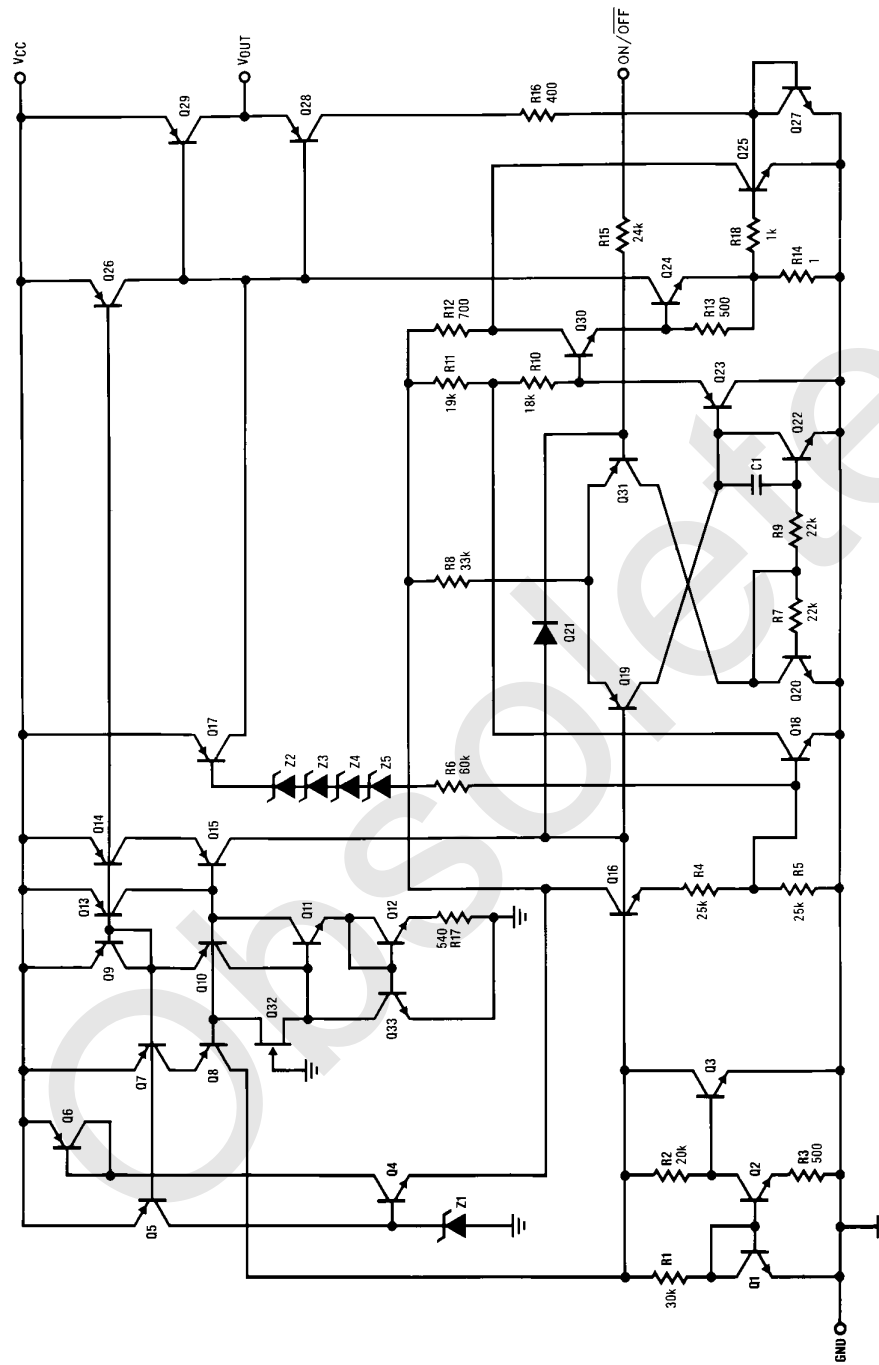 VCC
VOUT
ON/OFF
GND
Q29
Q28
R16
400
Q27
Q25
R18
1k
R14
1
Q26
Q24
R13
500
R15
24k
R12
700
Q30
R11
19k
R10
18k
Q23
Q22
C1
R9
22k
R7
22k
Q20
Q31
R8
33k
Q21
Q19
Q18
Q17
Z2
Z3
Z4
Z5
R6
60k
Q14
Q15
Q13
Q9
Q10
Q11
Q12
540
R17
Q16
R4
25k
R5
25k
Q32
Q33
Q7
Q8
Q6
Q5
Q4
Z1
Q3
R2
20k
Q2
R3
500
R1
30k
Q1
Obsolete